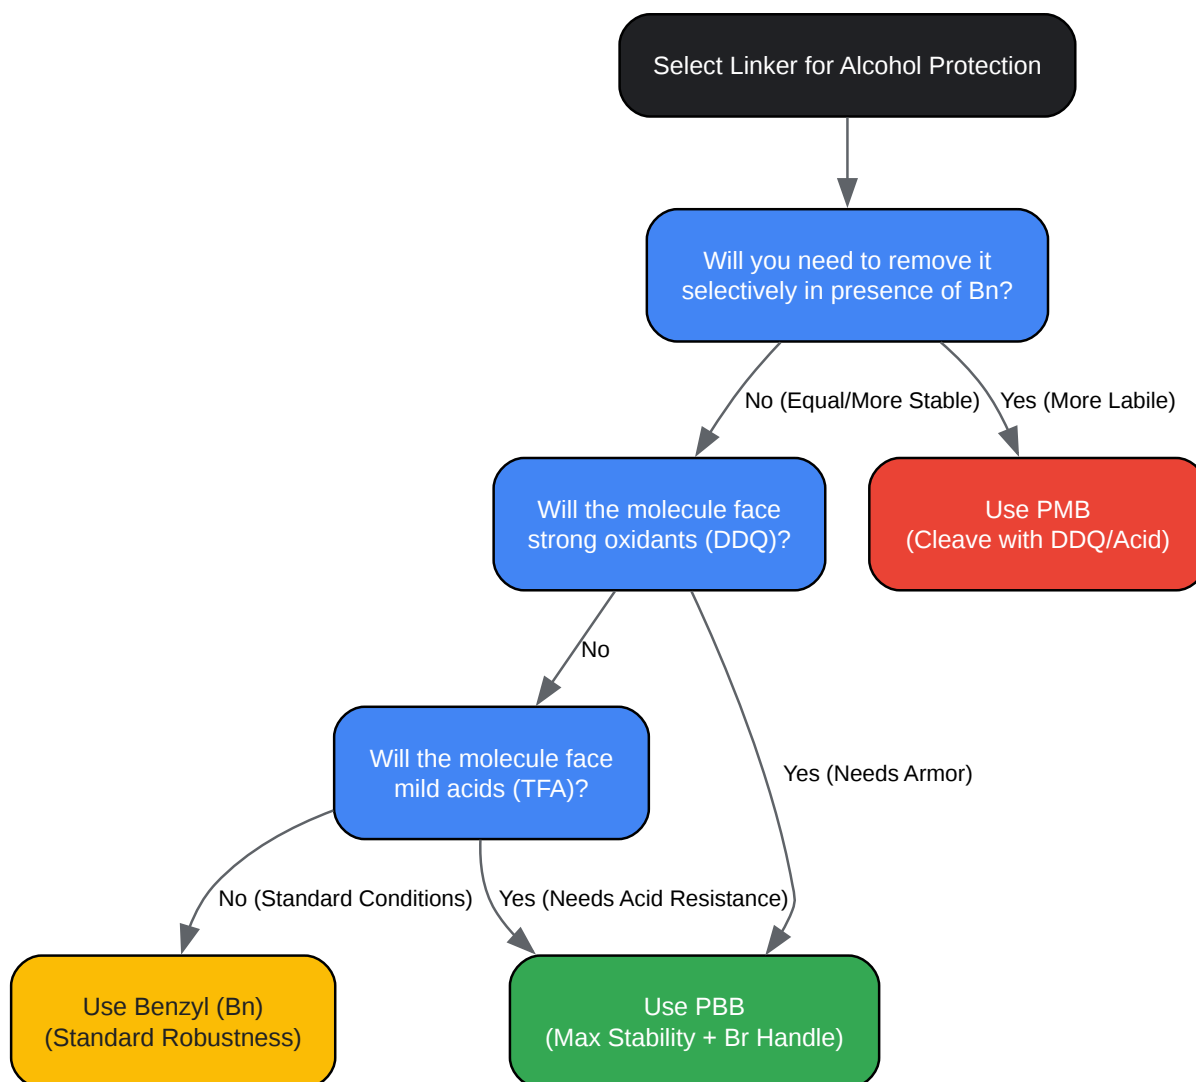 Select Linker for Alcohol Protection
Will you need to remove it
selectively in presence of Bn?
No (Equal/More Stable)
Yes (More Labile)
Will the molecule face
strong oxidants (DDQ)?
Use PMB
(Cleave with DDQ/Acid)
No
Will the molecule face
mild acids (TFA)?
Yes (Needs Armor)
No (Standard Conditions)
Yes (Needs Acid Resistance)
Use Benzyl (Bn)
(Standard Robustness)
Use PBB
(Max Stability + Br Handle)